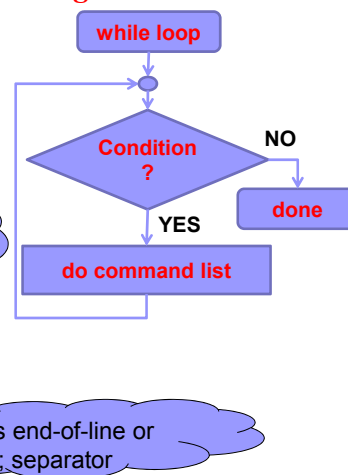 while loop
Condition
?
NO
done
YES
do command list
s end-of-line or
; separator